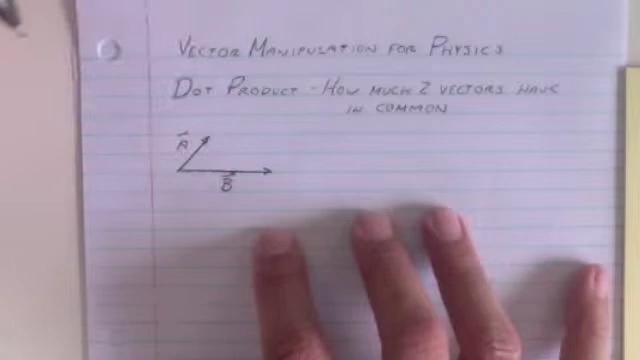 VECTOR MANIPULATION FOR PHYSICS
DOT PRODUCT - HOW MUCH 2 VECTORS HAVE
IN COMMON
A⃗
B⃗